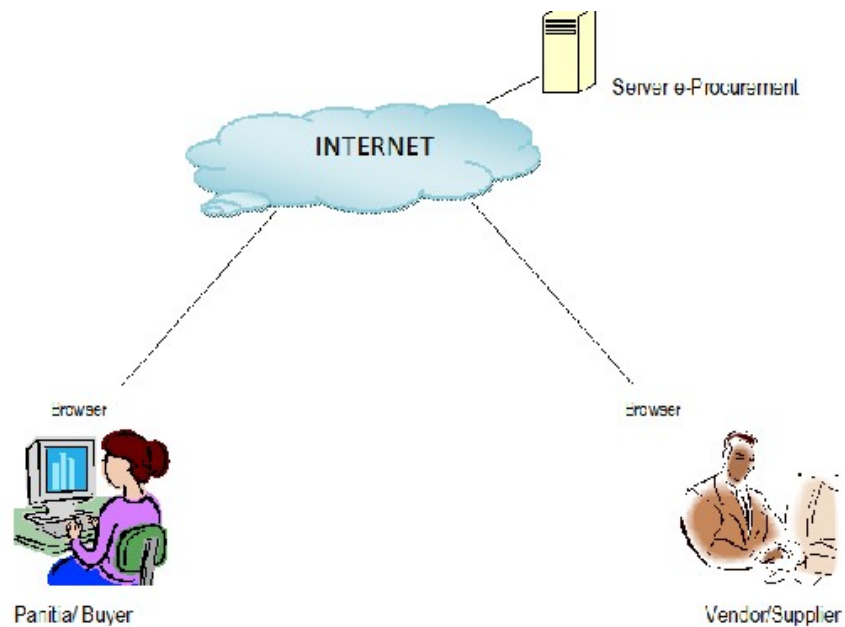 Server e-Procurement
INTERNET
Browser
Browser
Panitia/ Buyer
Vendor/Supplier